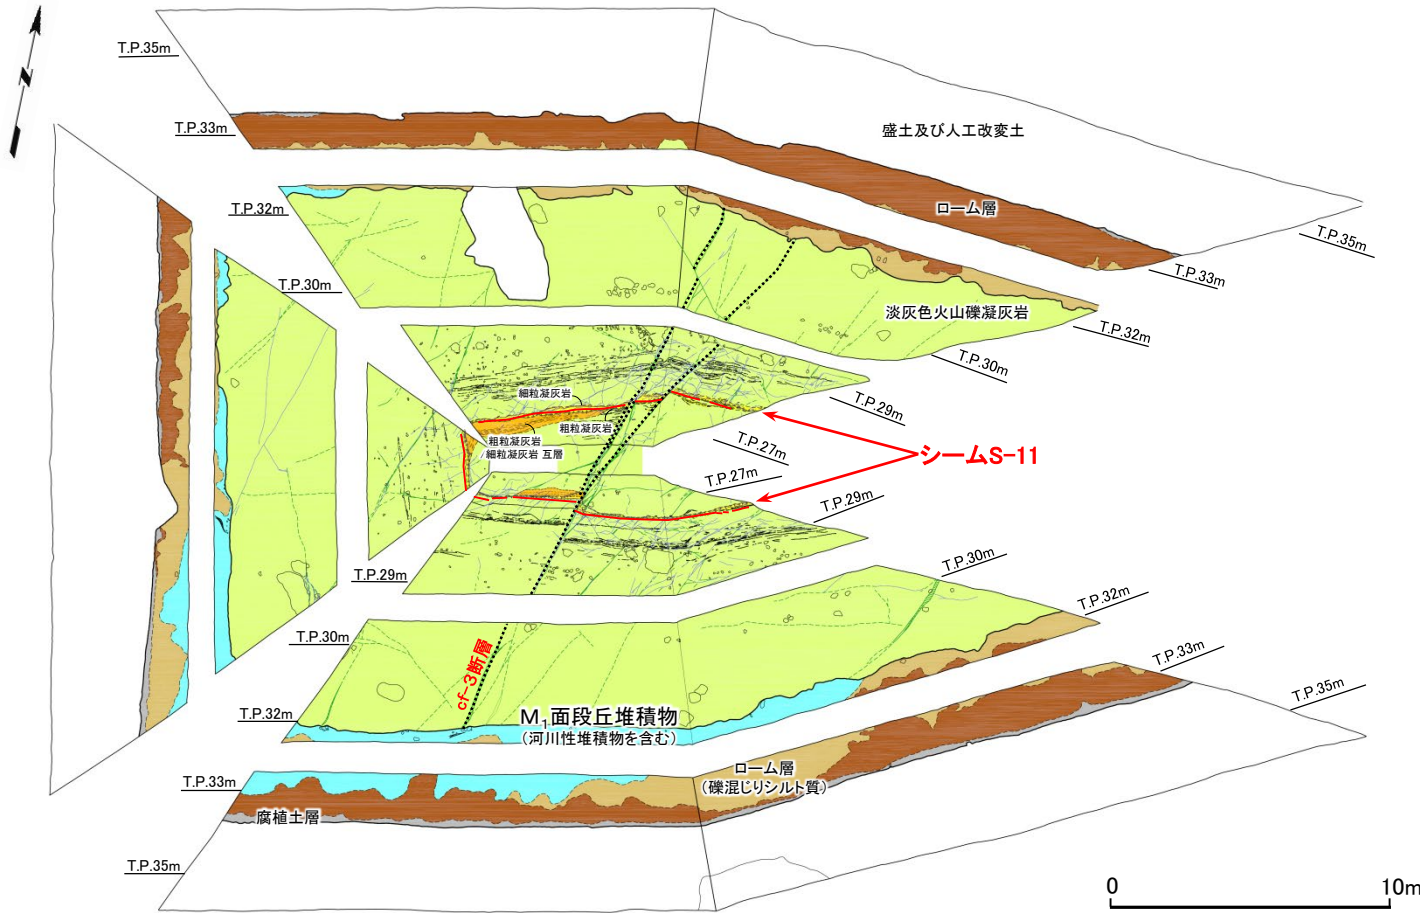 N
T.P.35m
T.P.33m
盛土及び人工改変土
ローム層
T.P.35m
T.P.33m
T.P.32m
T.P.30m
淡灰色火山礫凝灰岩
T.P.32m
T.P.30m
細粒凝灰岩
粗粒凝灰岩
粗粒凝灰岩
細粒凝灰岩 互層
T.P.29m
T.P.27m
シームS-11
T.P.27m
T.P.29m
T.P.29m
T.P.30m
T.P.32m
T.P.30m
cf-3断層
T.P.32m
M1面段丘堆積物
(河川性堆積物を含む)
T.P.33m
T.P.35m
T.P.33m
ローム層
(礫混じりシルト質)
腐植土層
T.P.35m
0 10m